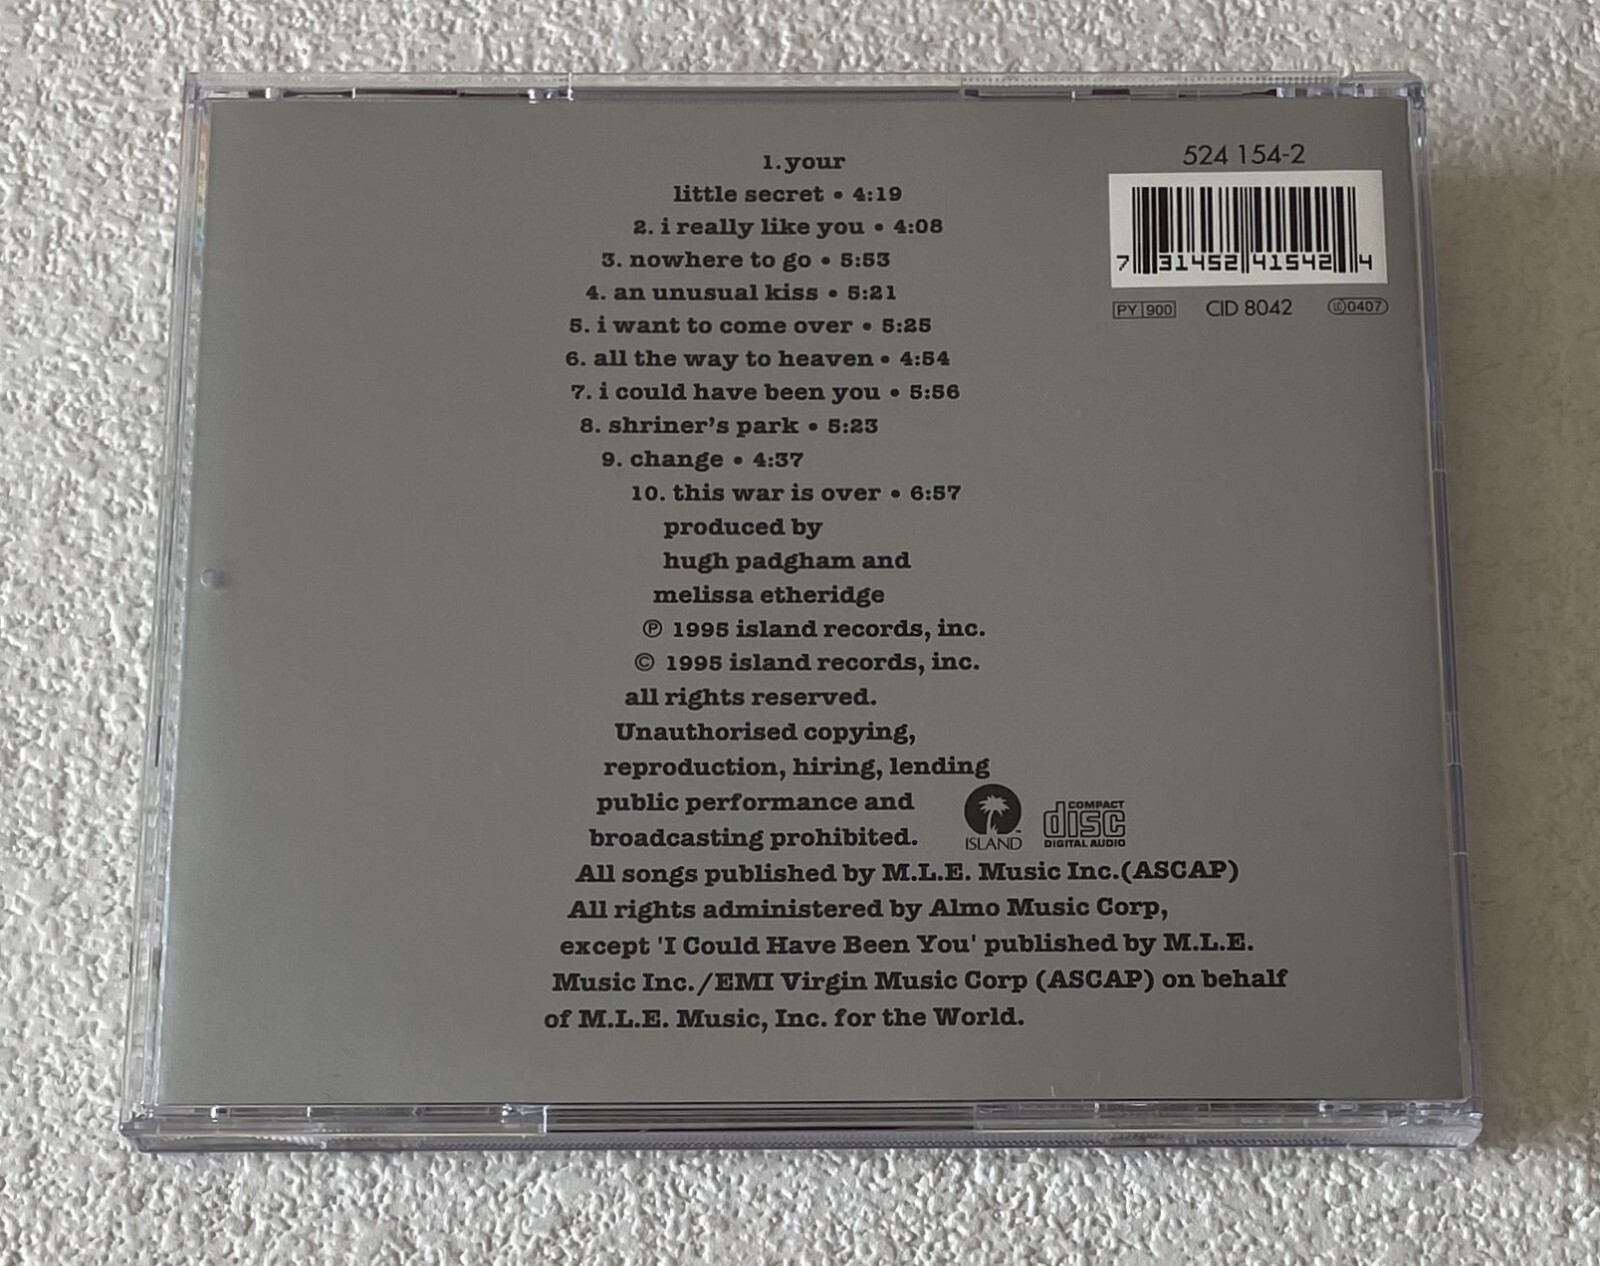 1.your
little secret • 4:19
2. i really like you • 4:08
3. nowhere to go • 5:53
4. an unusual kiss • 5:21
5. i want to come over • 5:25
6. all the way to heaven • 4:54
7. i could have been you • 5:56
8. shriner's park • 5:23
9. change • 4:37
10. this war is over • 6:57
produced by
hugh padgham and
melissa etheridge
℗ 1995 island records, inc.
© 1995 island records, inc.
all rights reserved.
Unauthorised copying,
reproduction, hiring, lending
public performance and
broadcasting prohibited.
ISLAND
COMPACT
disc
DIGITAL AUDIO
All songs published by M.L.E. Music Inc.(ASCAP)
All rights administered by Almo Music Corp,
except 'I Could Have Been You' published by M.L.E.
Music Inc./EMI Virgin Music Corp (ASCAP) on behalf
of M.L.E. Music, Inc. for the World.
524 154-2
7 31452 41542 4
PY 900 CID 8042 LC 0407